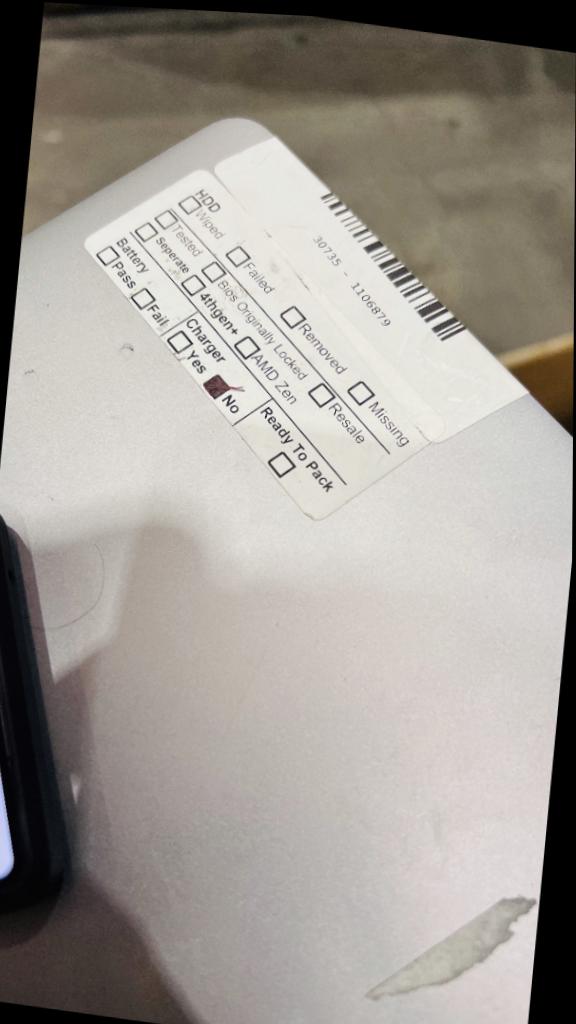 30735 - 1106879
HDD
Wiped Failed Removed Missing
Tested Bios Originally Locked Resale
Seperate 4thgen+ AMD Zen
Battery Charger Ready To Pack
Pass Fail Yes No